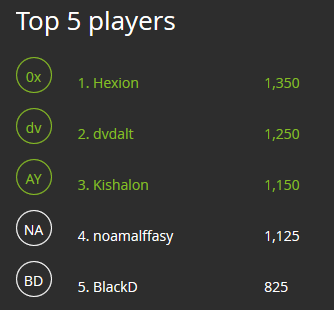 Top 5 players
0x 1. Hexion 1,350
dv 2. dvdalt 1,250
AY 3. Kishalon 1,150
NA 4. noamalffasy 1,125
BD 5. BlackD 825